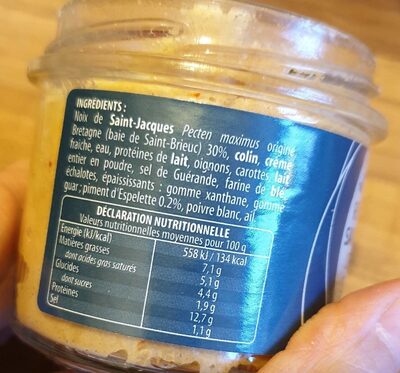 INGRÉDIENTS :
Noix de Saint-Jacques Pecten maximus origine
Bretagne (baie de Saint-Brieuc) 30%, colin, crème
fraîche, eau, protéines de lait, oignons, carottes, lait
entier en poudre, sel de Guérande, farine de blé,
échalotes, épaississants : gomme xanthane, gomme
guar ; piment d'Espelette 0.2%, poivre blanc, ail.
DÉCLARATION NUTRITIONNELLE
Valeurs nutritionnelles moyennes pour 100 g
Energie (kJ/kcal) 558 kJ / 134 kcal
Matières grasses 7,1 g
dont acides gras saturés 5,1 g
Glucides 4,4 g
dont sucres 1,9 g
Protéines 12,7 g
Sel 1,1 g